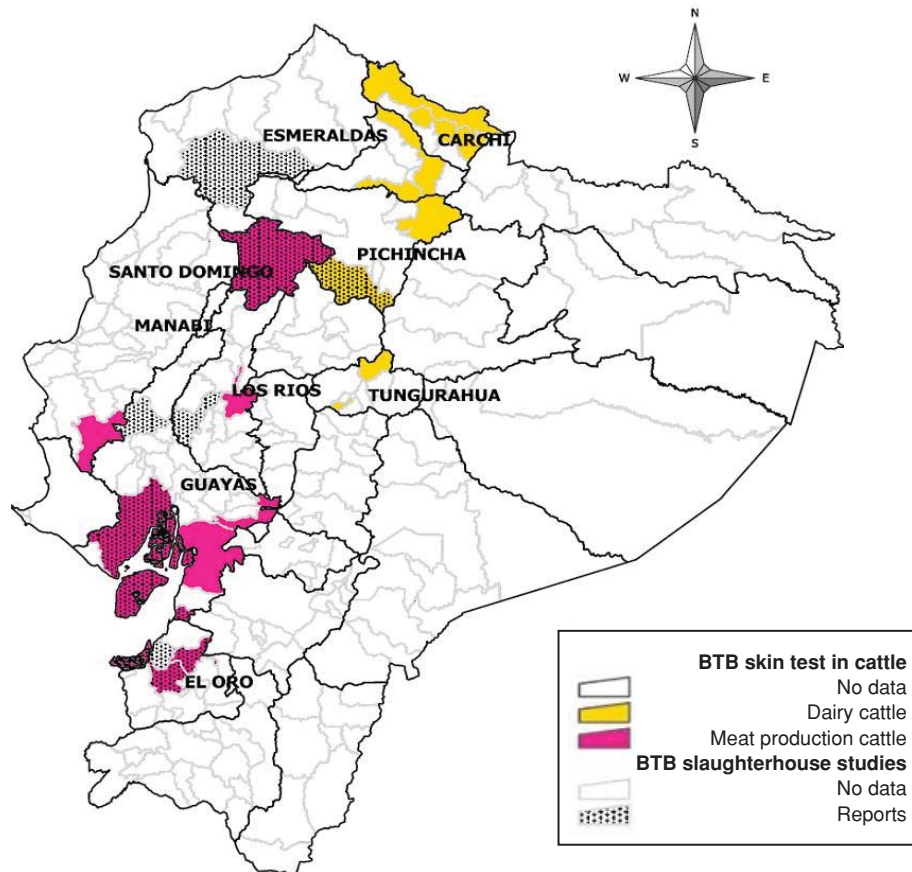 N
W E
S
ESMERALDAS
CARCHI
PICHINCHA
SANTO DOMINGO
MANABI
LOS RIOS
TUNGURAHUA
GUAYAS
EL ORO
BTB skin test in cattle
No data
Dairy cattle
Meat production cattle
BTB slaughterhouse studies
No data
Reports